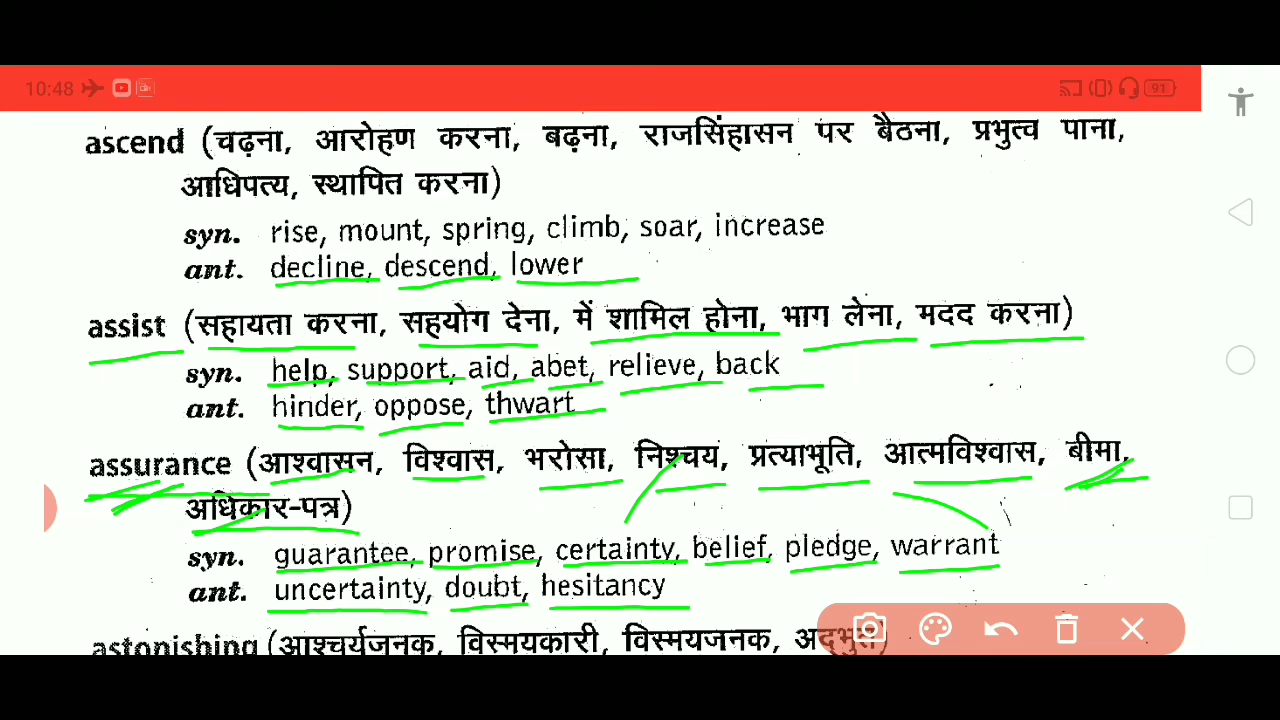 10:48
91
ascend (चढ़ना, आरोहण करना, बढ़ना, राजसिंहासन पर बैठना, प्रभुत्व पाना,
आधिपत्य, स्थापित करना)
syn. rise, mount, spring, climb, soar, increase
ant. decline, descend, lower
assist (सहायता करना, सहयोग देना, में शामिल होना, भाग लेना, मदद करना)
syn. help, support, aid, abet, relieve, back
ant. hinder, oppose, thwart
assurance (आश्वासन, विश्वास, भरोसा, निश्चय, प्रत्याभूति, आत्मविश्वास, बीमा,
अधिकार-पत्र)
syn. guarantee, promise, certainty, belief, pledge, warrant
ant. uncertainty, doubt, hesitancy
astonishing (आश्चर्यजनक, विस्मयकारी, विस्मयजनक, अद्भुत)